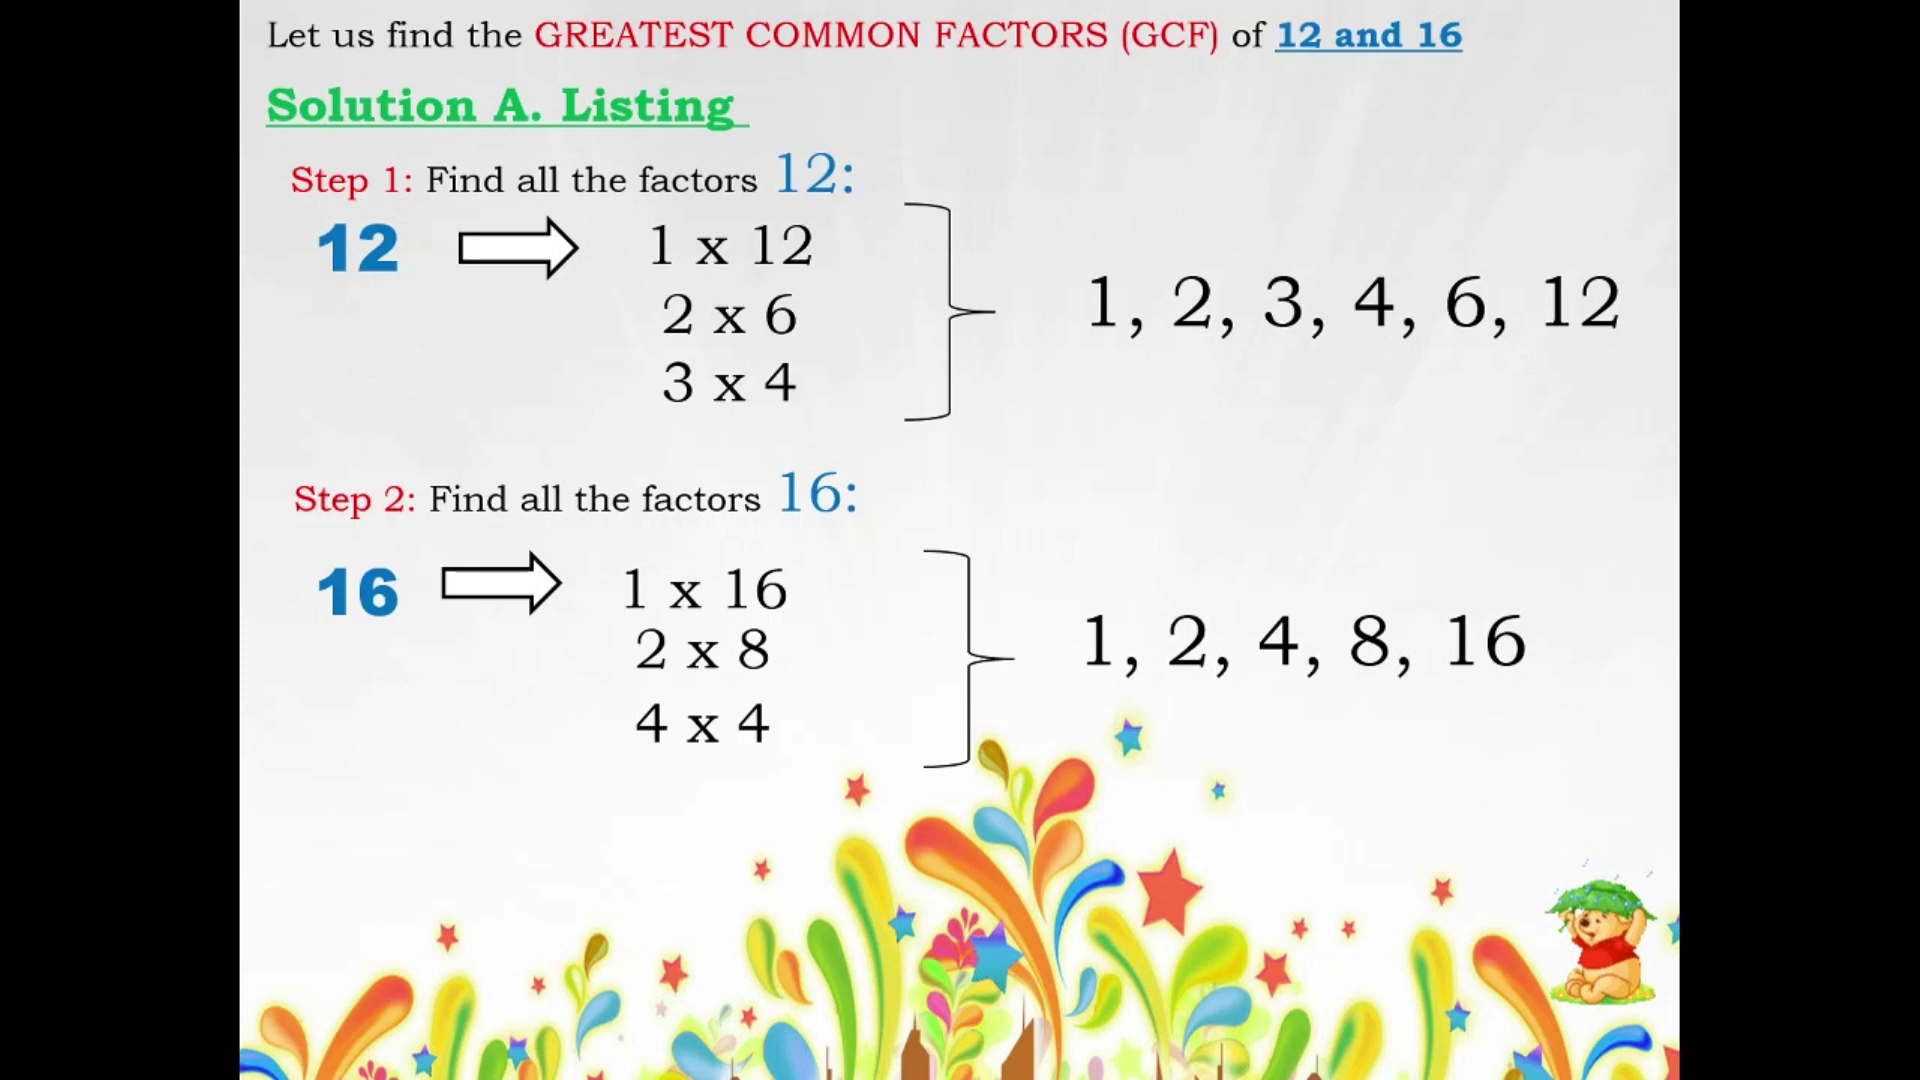 Let us find the GREATEST COMMON FACTORS (GCF) of 12 and 16
Solution A. Listing
Step 1: Find all the factors 12:
12
1 x 12
2 x 6
3 x 4
1, 2, 3, 4, 6, 12
Step 2: Find all the factors 16:
16
1 x 16
2 x 8
4 x 4
1, 2, 4, 8, 16